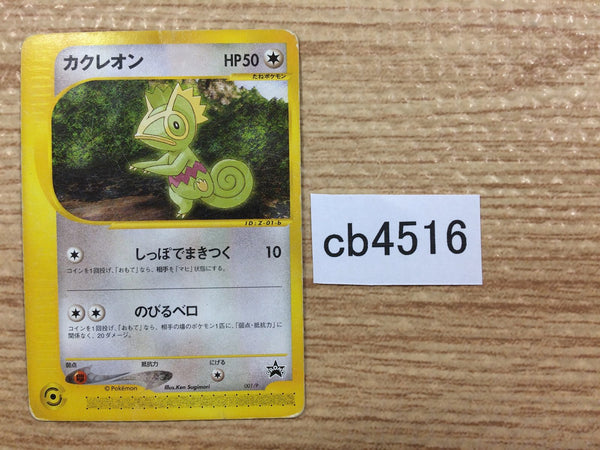 カクレオン HP50
たねポケモン
ID:Z-01-b
しっぽでまきつく 10
コインを1回投げ、「おもて」なら、相手を「マヒ」状態にする。
のびるベロ
コインを1回投げ、「おもて」なら、相手の場のポケモン1匹に、「弱点・抵抗力」に
関係なく、20ダメージ。
弱点 抵抗力 にげる
© Pokémon Illus.Ken Sugimori 001/P
cb4516